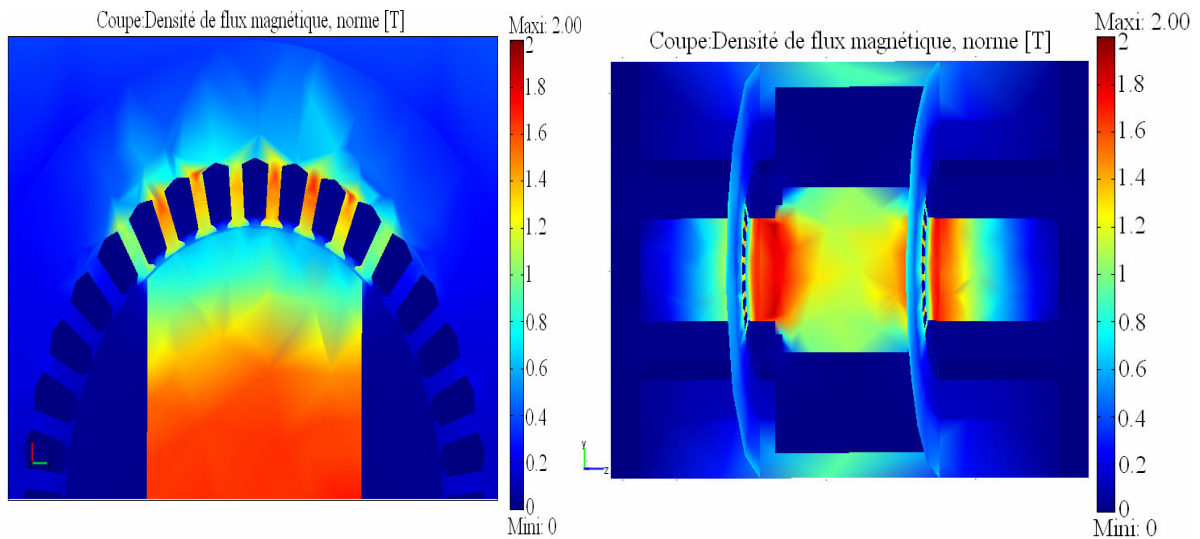 Coupe:Densité de flux magnétique, norme [T]
Maxi: 2.00
2
1.8
1.6
1.4
1.2
1
0.8
0.6
0.4
0.2
0
Mini: 0
Coupe:Densité de flux magnétique, norme [T]
Maxi: 2.00
2
1.8
1.6
1.4
1.2
1
0.8
0.6
0.4
0.2
0
Mini: 0
y
z